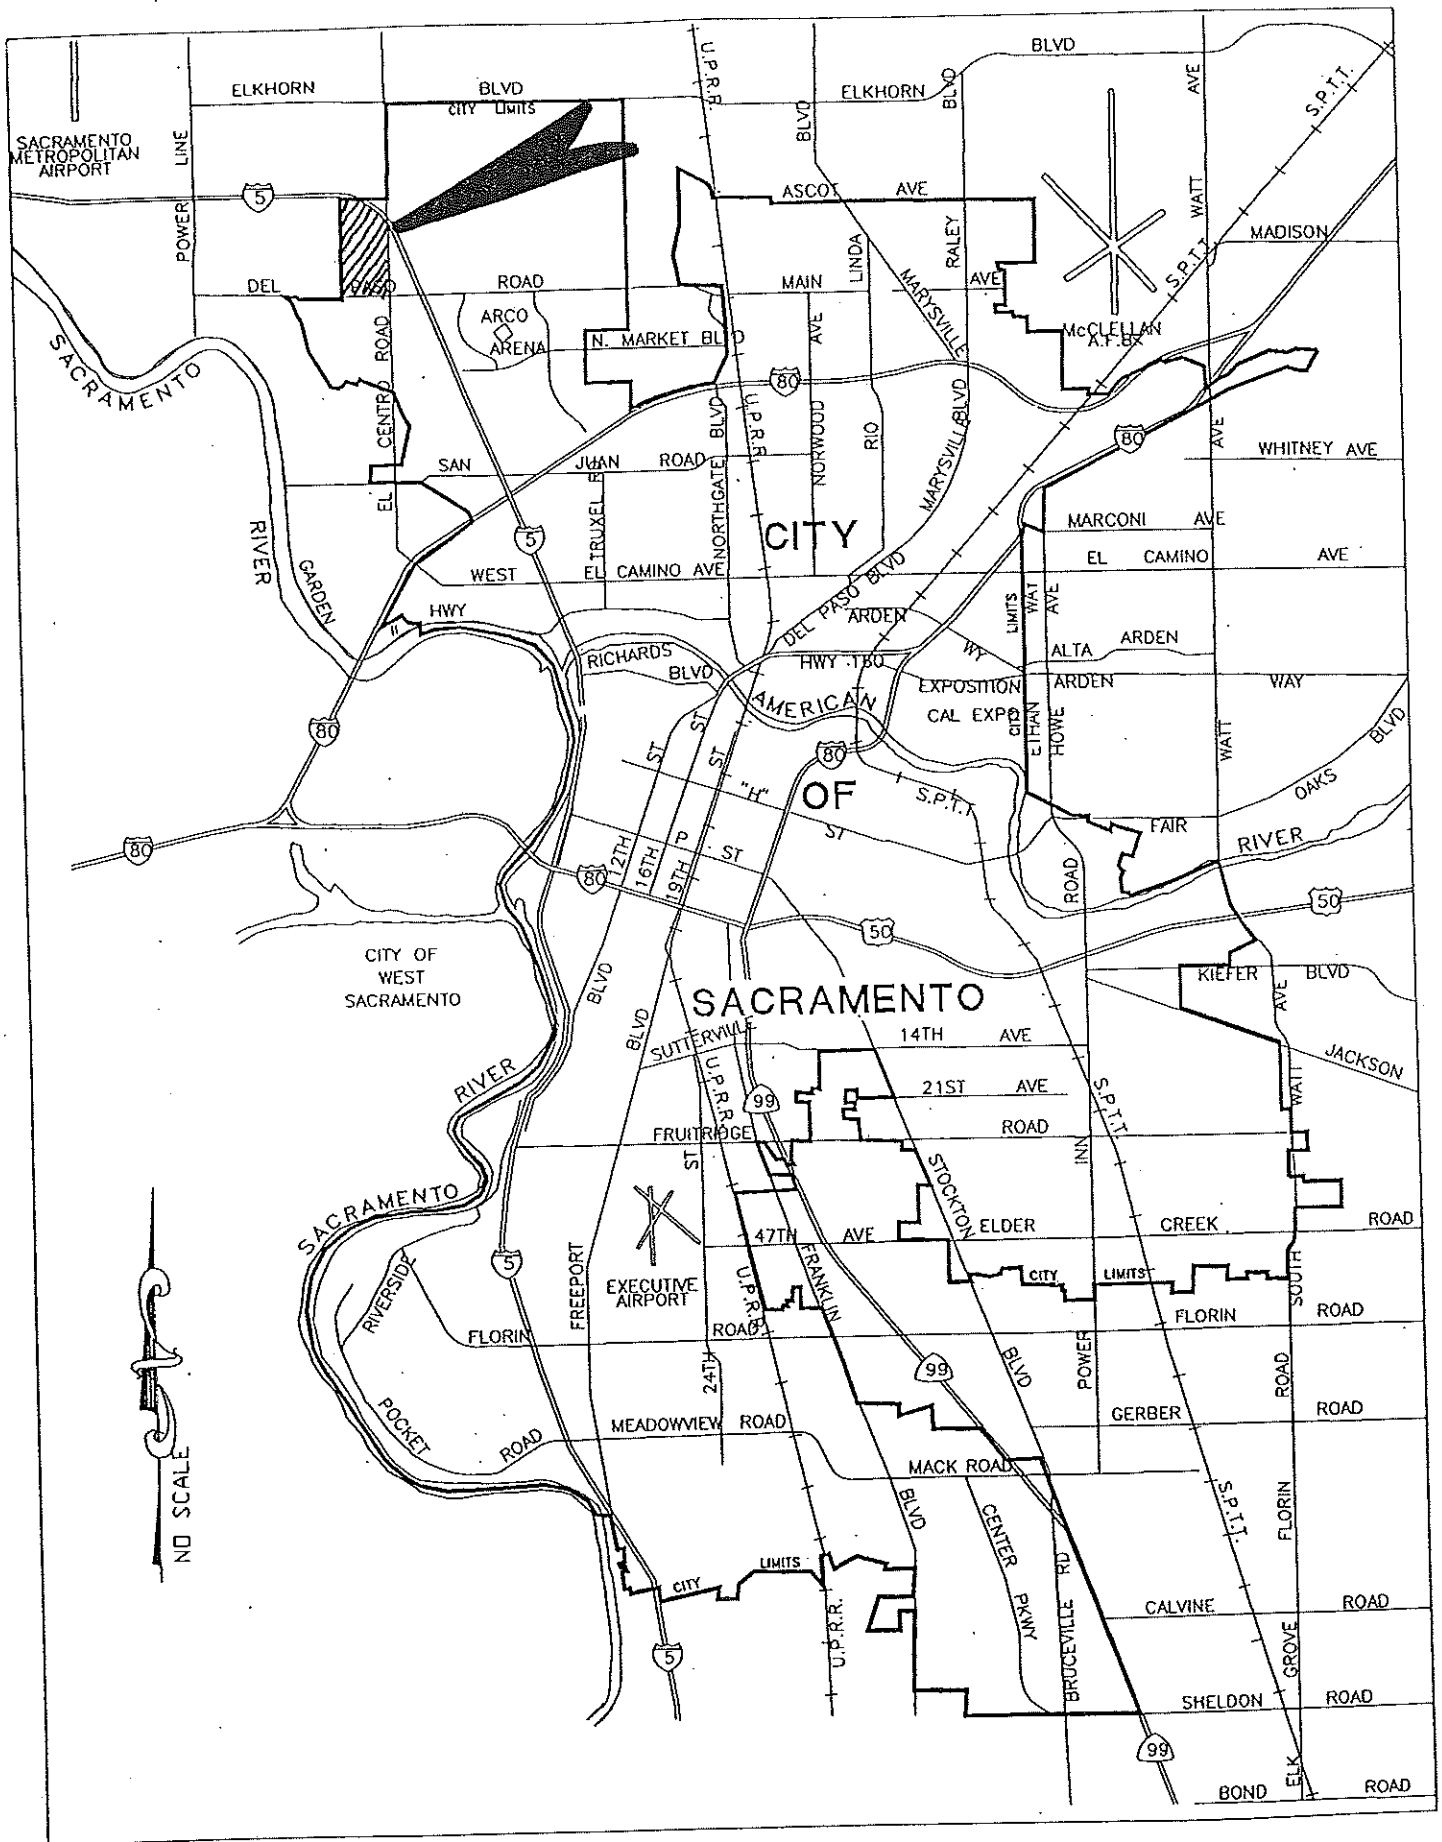 BLVD
ELKHORN
BLVD
CITY LIMITS
ELKHORN
BLVD
U.P.R.R.
BLVD
AVE
S.P.T.T.
SACRAMENTO
METROPOLITAN
AIRPORT
POWER LINE
5
ASCOT AVE
WATT
MADISON
LINDA
RALEY
DEL
ROAD
MAIN
AVE
MARYSVILLE
S.P.T.T.
ARCO
ARENA
N. MARKET BLVD
McCLELLAN
A.F.B.
SACRAMENTO
ROAD
AVE
80
EL CENTRO
BLVD
U.P.R.R.
NORWOOD
RIO
MARYSVILLE
BLVD
80
AVE
WHITNEY AVE
SAN JUAN ROAD
TRUXEL
NORTHGATE
MARCONI AVE
CITY
RIVER
5
WEST EL CAMINO AVE
EL CAMINO AVE
GARDEN
HWY
DEL PASO BLVD
ARDEN
WY
LIMITS
WAY
AVE
ALTA ARDEN
RICHARDS
BLVD
HWY 160
EXPOSITION
ARDEN WAY
CAL EXPO
AMERICAN
CITY
ETHAN
HOWE
WATT
BLVD
80
ST
ST
ST
80
"H"
ST
OF
S.P.T.T
OAKS
FAIR
RIVER
80
P ST
12TH
16TH
19TH
80
ROAD
50
50
CITY OF
WEST
SACRAMENTO
BLVD
KIEFER BLVD
SACRAMENTO
AVE
BLVD
SUTTERVILLE
14TH AVE
JACKSON
RIVER
U.P.R.R
99
21ST AVE
S.P.T.T
WATT
FRUITRIDGE
ROAD
ST
INN
STOCKTON
SACRAMENTO
47TH AVE
ELDER CREEK ROAD
5
FREEPORT
EXECUTIVE
AIRPORT
FRANKLIN
U.P.R.R.
CITY LIMITS
SOUTH
RIVERSIDE
FLORIN
ROAD
FLORIN ROAD
24TH
99
BLVD
POWER
ROAD
POCKET
ROAD
MEADOWVIEW ROAD
GERBER ROAD
MACK ROAD
NO SCALE
BLVD
CENTER
PKWY
S.P.T.T.
FLORIN
CITY LIMITS
BRUCEVILLE RD
U.P.R.R.
CALVINE ROAD
5
GROVE
SHELDON ROAD
99
ELK
BOND ROAD